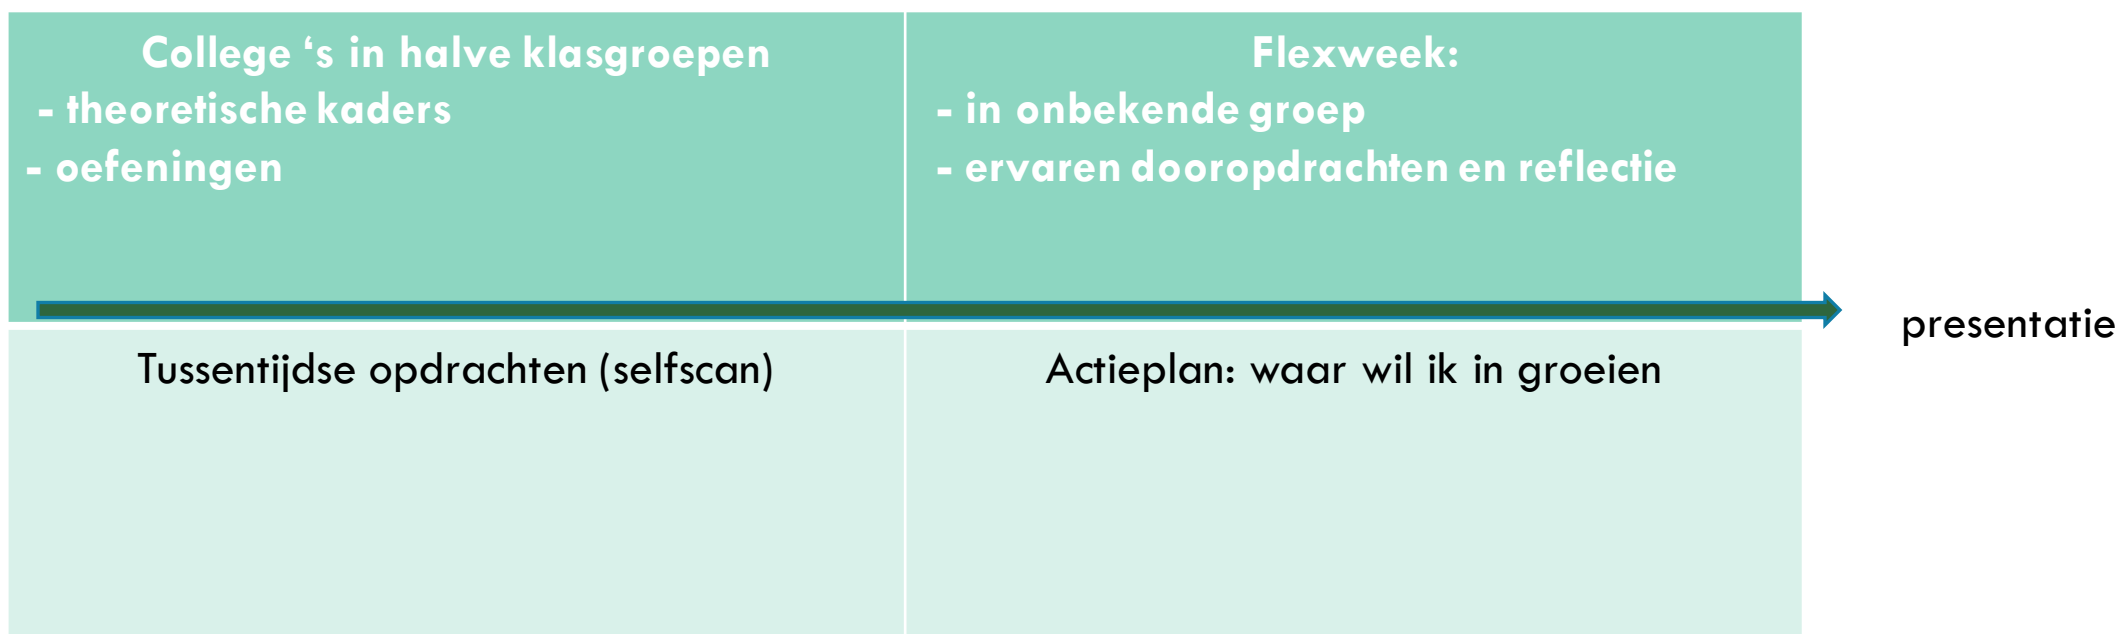 College ‘s in halve klasgroepen
- theoretische kaders
- oefeningen
Flexweek:
- in onbekende groep
- ervaren dooropdrachten en reflectie
presentatie
Tussentijdse opdrachten (selfscan)
Actieplan: waar wil ik in groeien